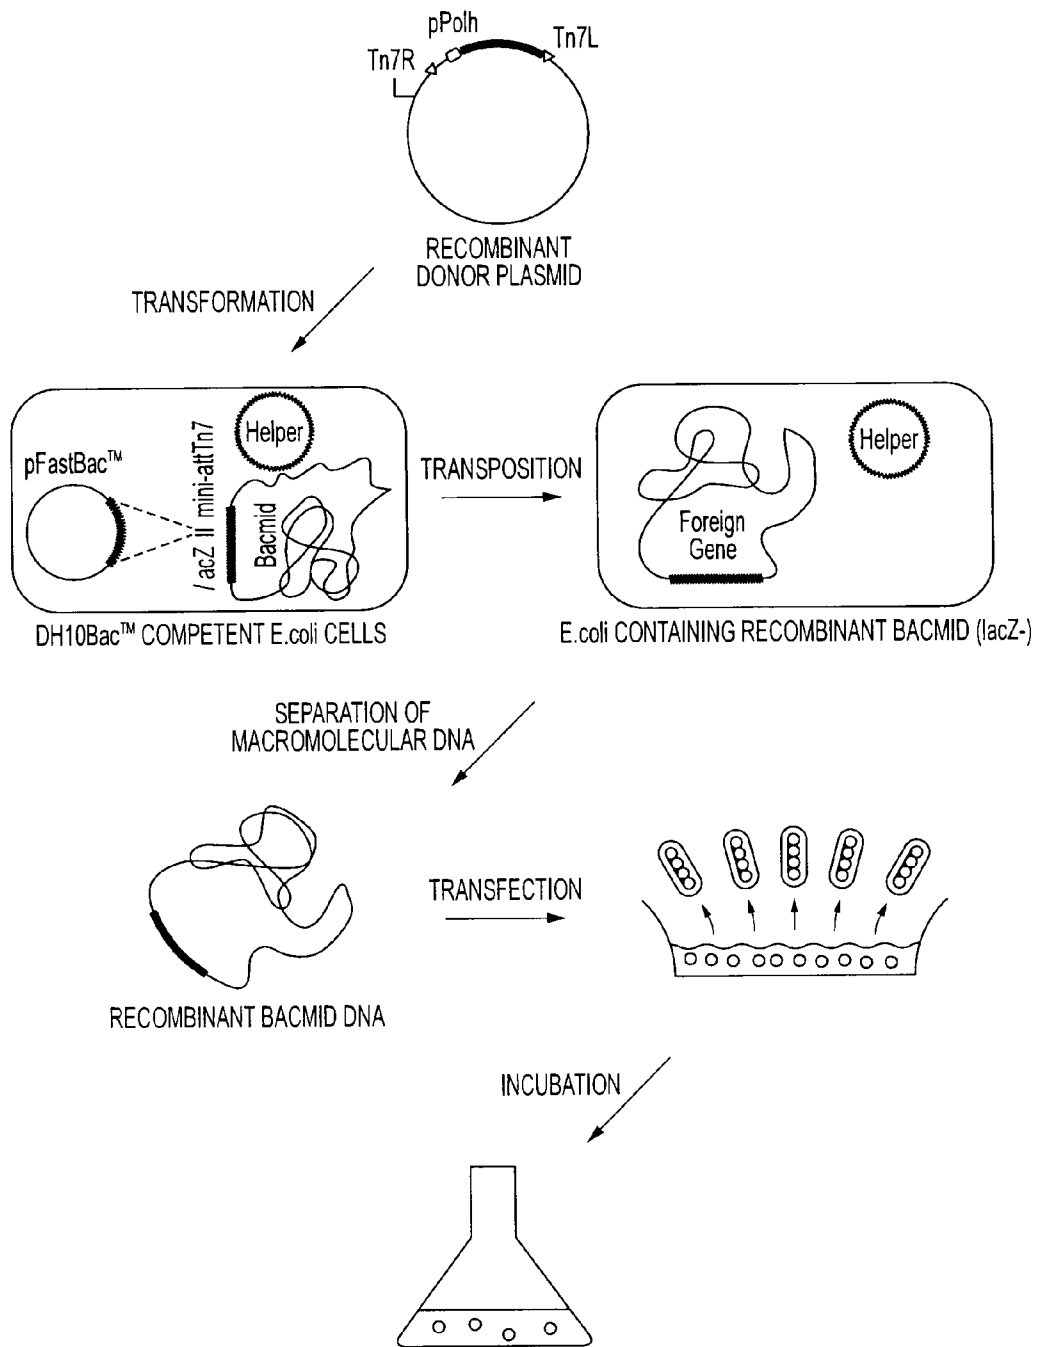 pPolh
Tn7R
Tn7L
RECOMBINANT
DONOR PLASMID
TRANSFORMATION
pFastBac™
lacZ || mini-attTn7
Helper
Bacmid
DH10Bac™ COMPETENT E.coli CELLS
TRANSPOSITION
Helper
Foreign
Gene
E.coli CONTAINING RECOMBINANT BACMID (lacZ-)
SEPARATION OF
MACROMOLECULAR DNA
RECOMBINANT BACMID DNA
TRANSFECTION
INCUBATION